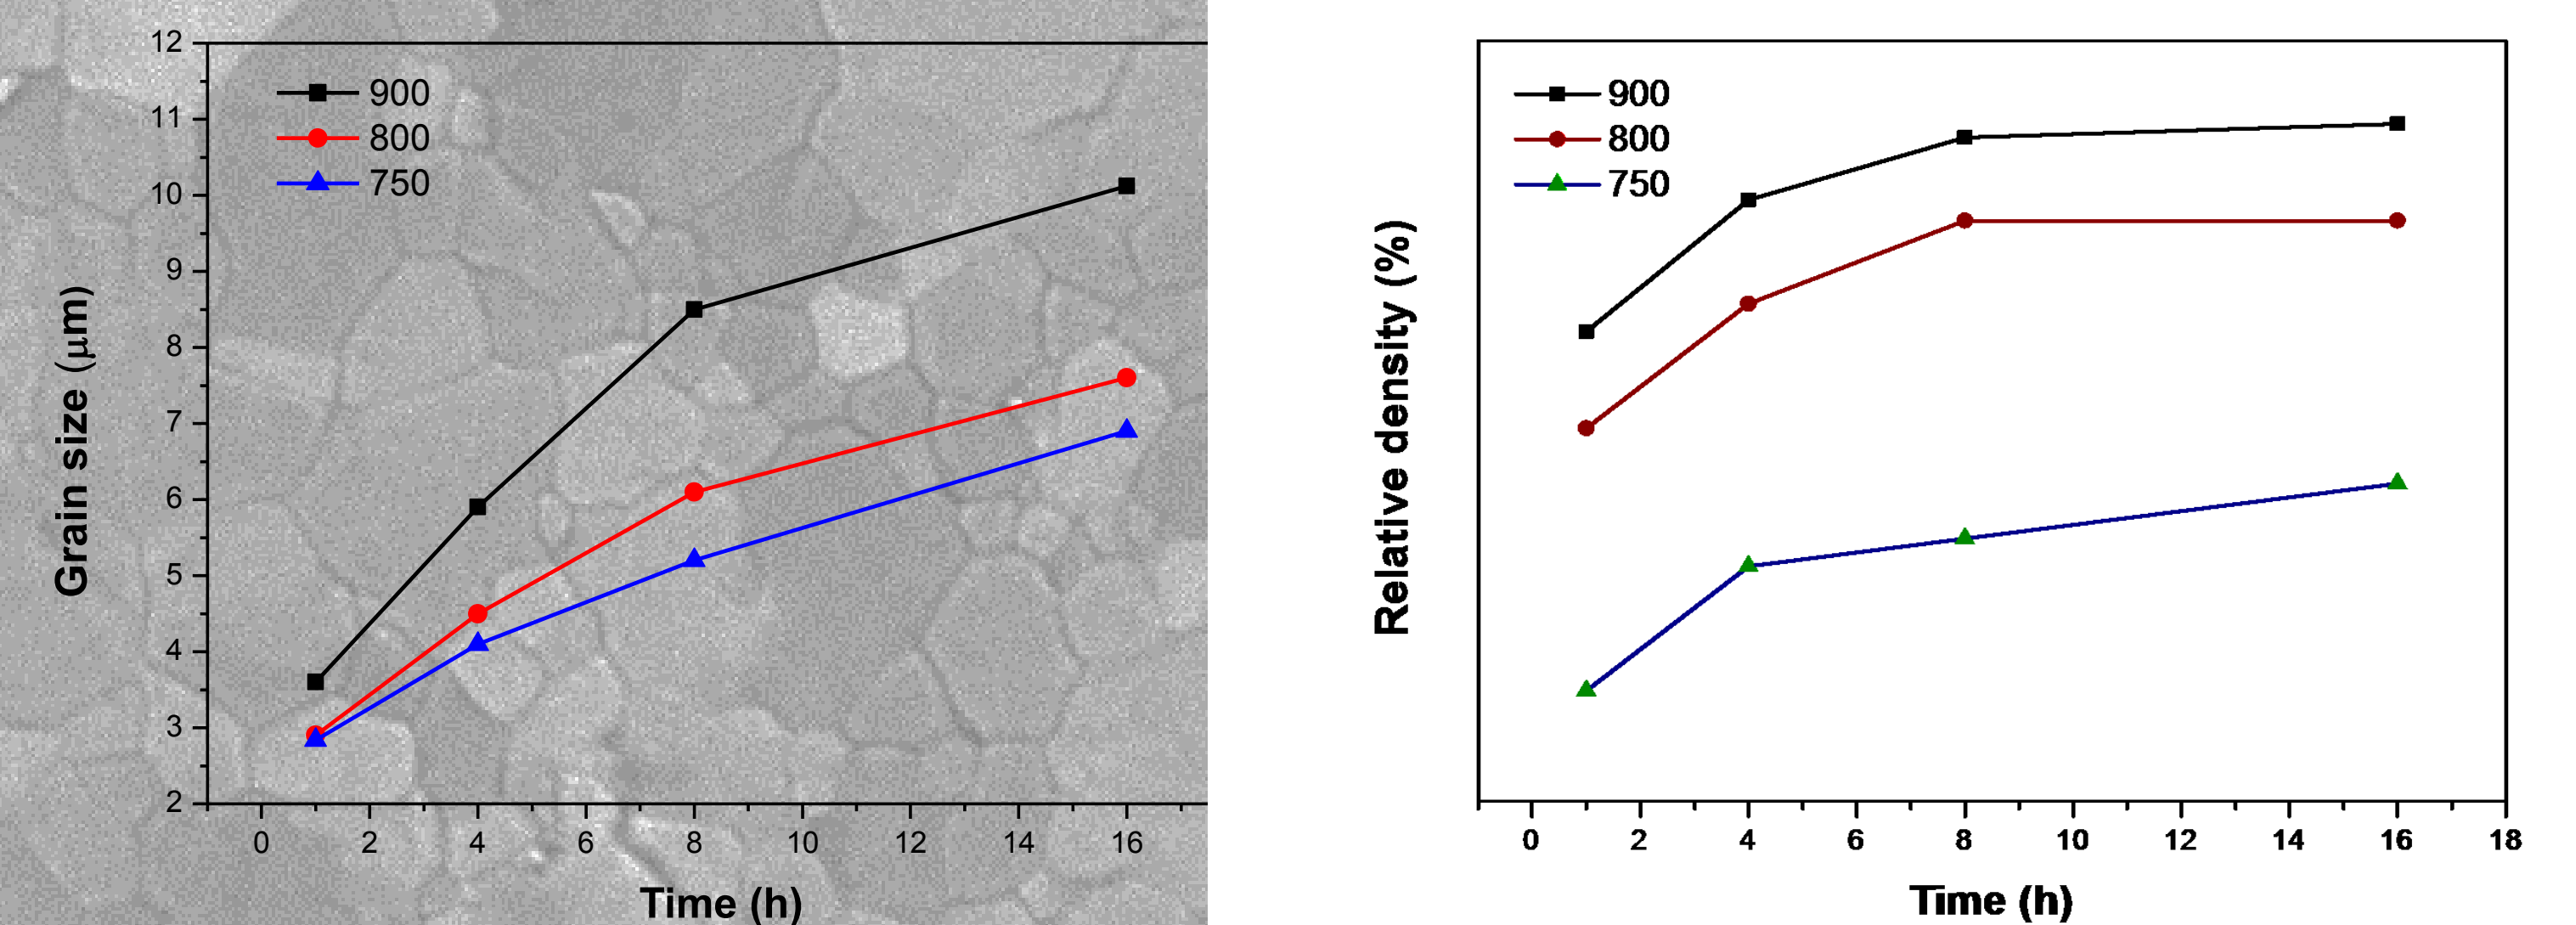 12
11
10
9
8
7
6
5
4
3
2
Grain size (μm)
900
800
750
0 2 4 6 8 10 12 14 16
Time (h)
Relative density (%)
900
800
750
0 2 4 6 8 10 12 14 16 18
Time (h)